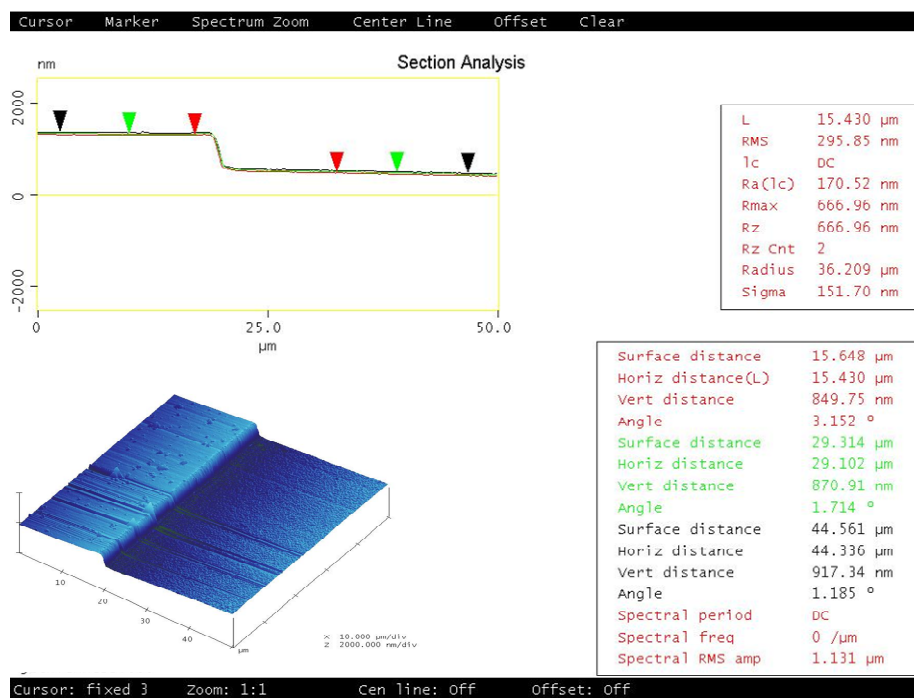 Cursor Marker Spectrum Zoom Center Line Offset Clear
nm
Section Analysis
2000
0
-2000
0 25.0 50.0
µm
L 15.430 µm
RMS 295.85 nm
lc DC
Ra(lc) 170.52 nm
Rmax 666.96 nm
Rz 666.96 nm
Rz Cnt 2
Radius 36.209 µm
Sigma 151.70 nm
Surface distance 15.648 µm
Horiz distance(L) 15.430 µm
Vert distance 849.75 nm
Angle 3.152 °
Surface distance 29.314 µm
Horiz distance 29.102 µm
Vert distance 870.91 nm
Angle 1.714 °
Surface distance 44.561 µm
Horiz distance 44.336 µm
Vert distance 917.34 nm
Angle 1.185 °
Spectral period DC
Spectral freq 0 /µm
Spectral RMS amp 1.131 µm
10
20
30
40
µm
X 10.000 µm/div
Z 2000.000 nm/div
Cursor: fixed 3 Zoom: 1:1 Cen line: Off Offset: Off